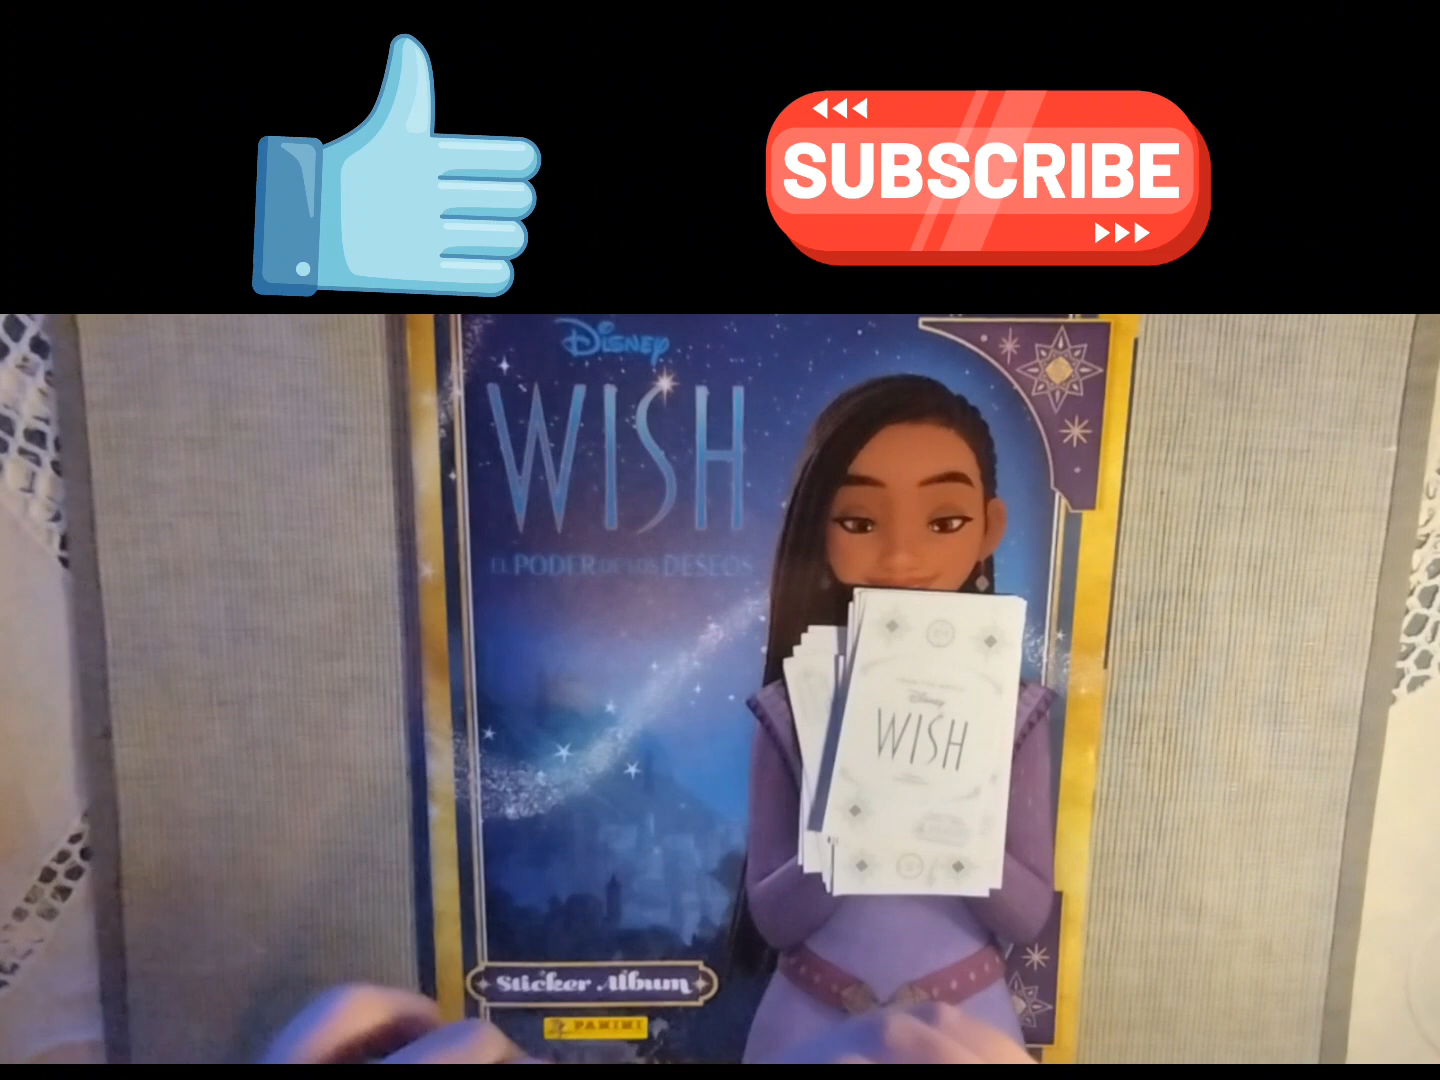 SUBSCRIBE
Disney
WISH
EL PODER DE LOS DESEOS
Disney
WISH
Sticker Album
PANINI